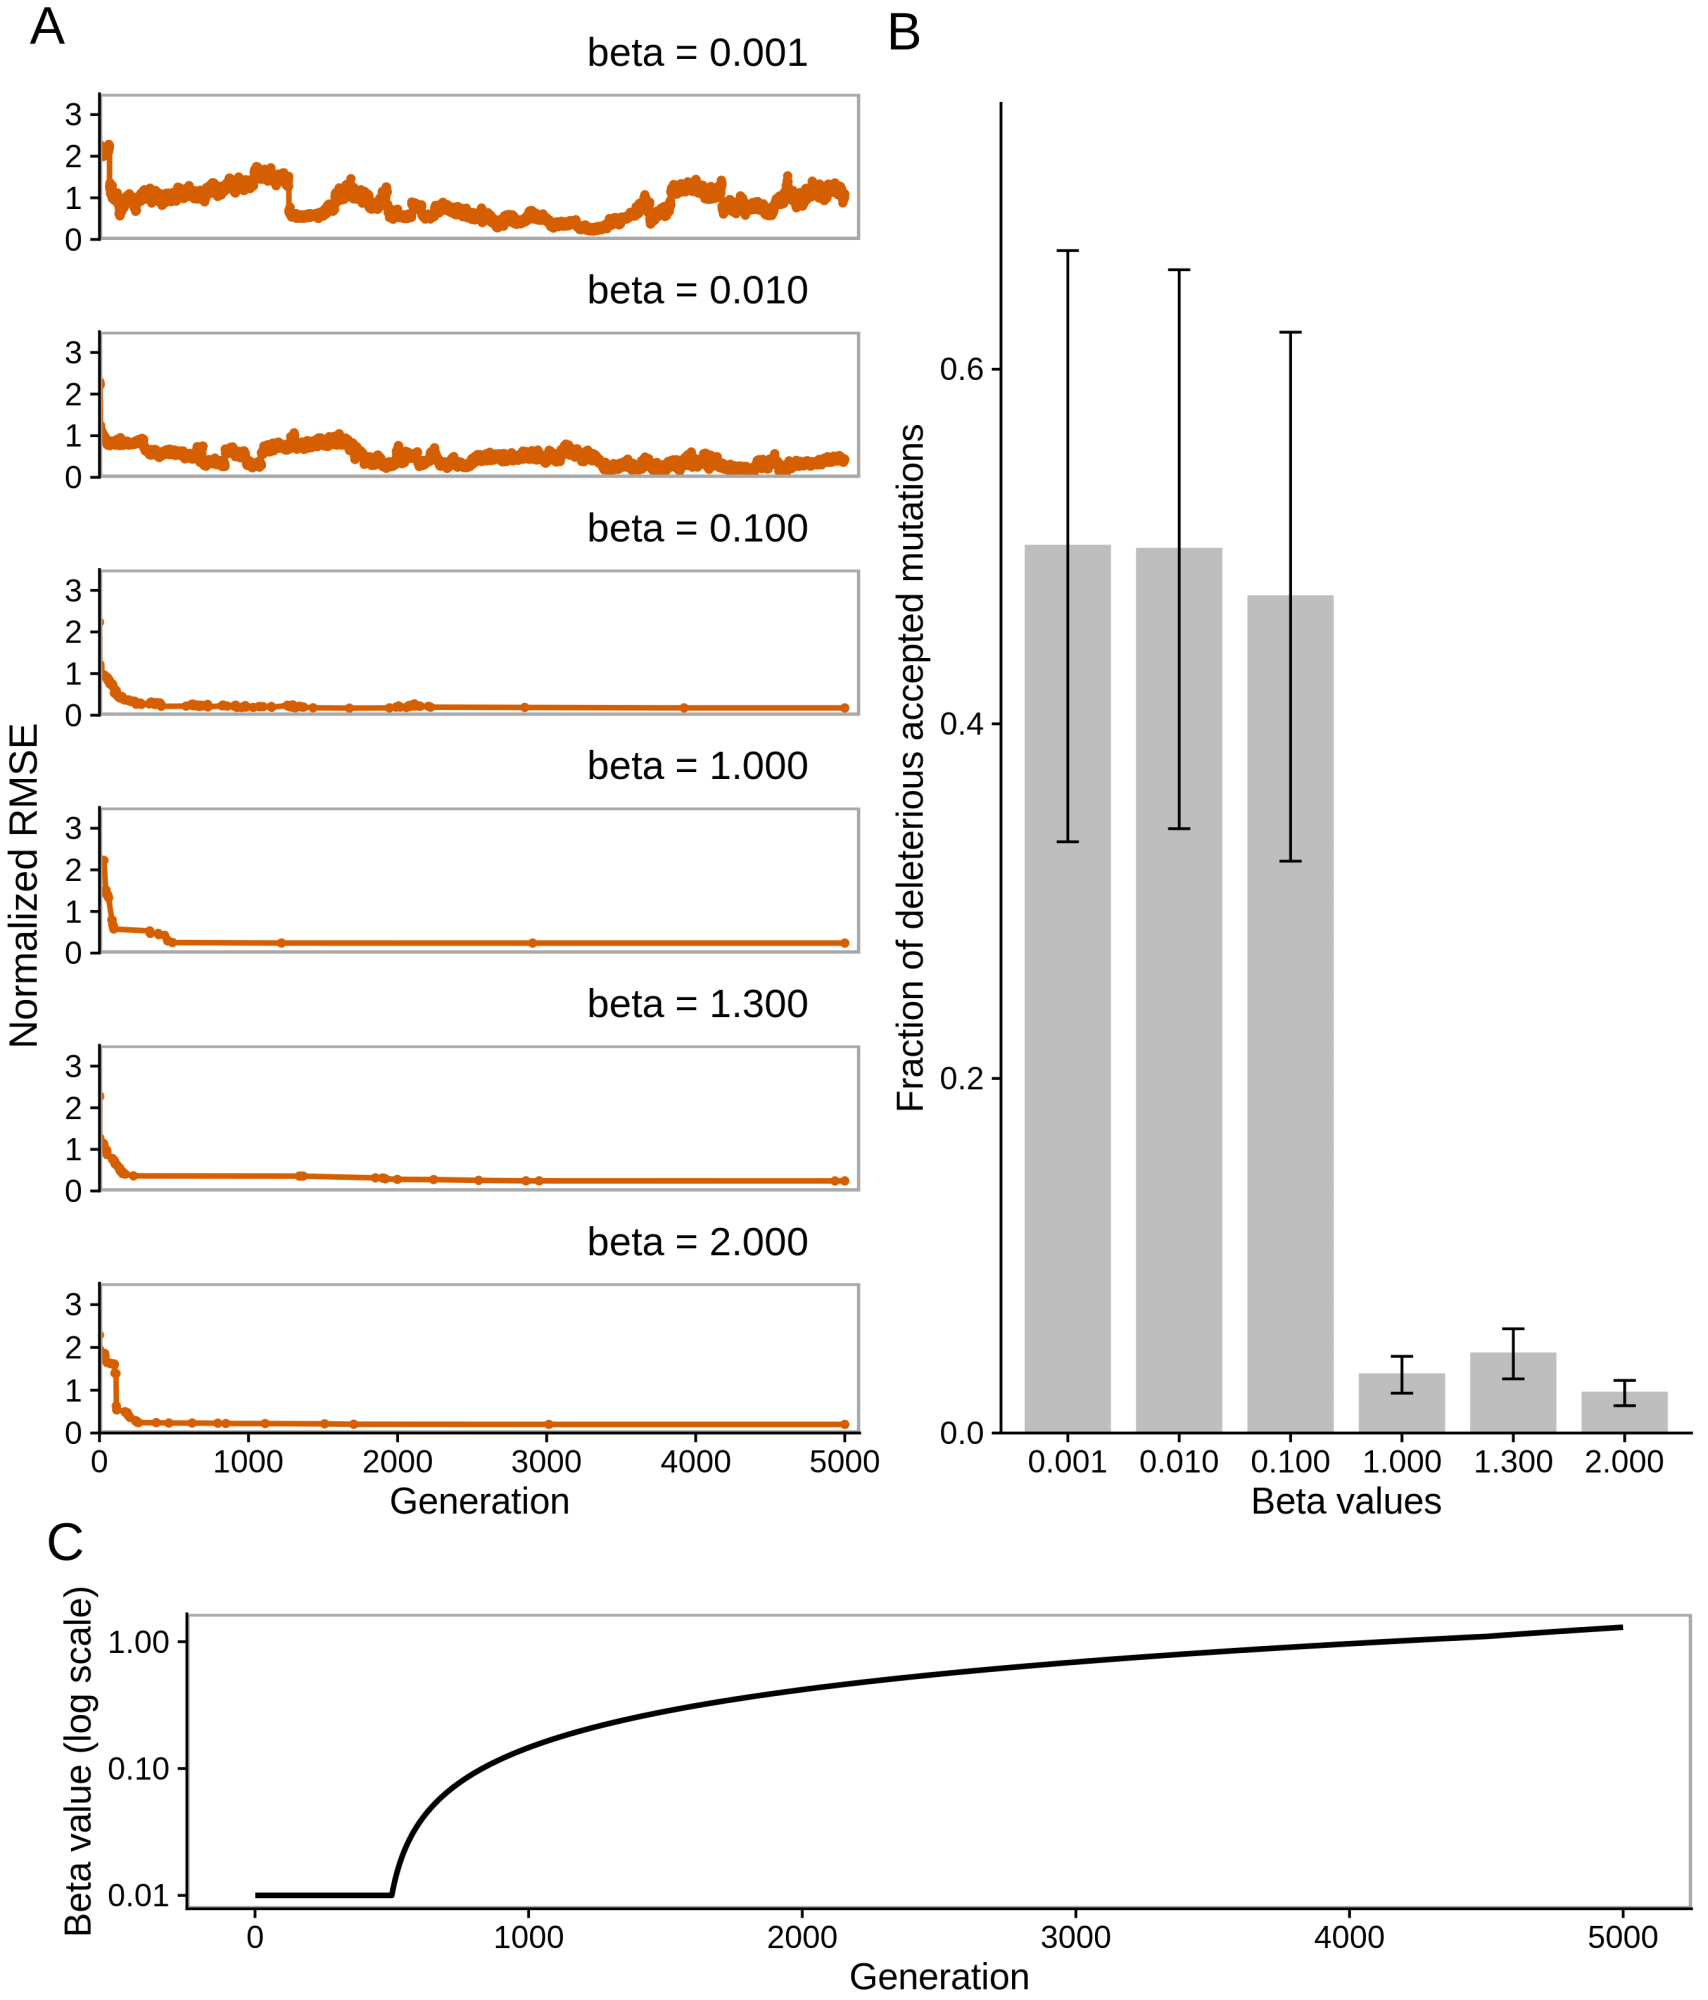 A
beta = 0.001
3
2
1
0
beta = 0.010
3
2
1
0
beta = 0.100
3
2
1
0
beta = 1.000
3
2
1
0
beta = 1.300
3
2
1
0
beta = 2.000
3
2
1
0
0 1000 2000 3000 4000 5000
Generation
Normalized RMSE
B
0.6
0.4
0.2
0.0
0.001 0.010 0.100 1.000 1.300 2.000
Beta values
Fraction of deleterious accepted mutations
C
1.00
0.10
0.01
0 1000 2000 3000 4000 5000
Generation
Beta value (log scale)